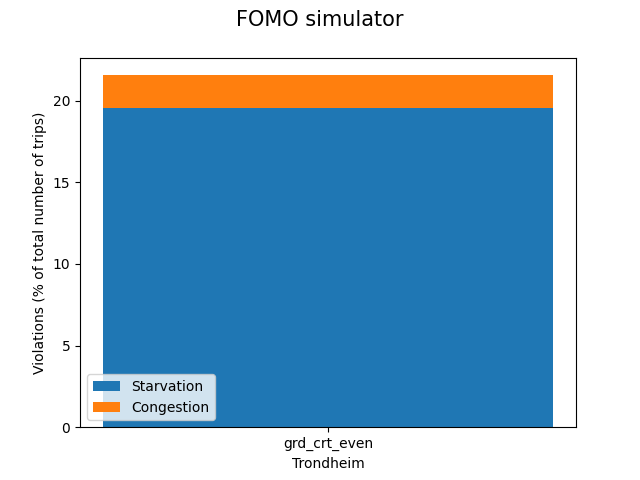 FOMO simulator
Violations (% of total number of trips)
20
15
10
5
0
Starvation
Congestion
grd_crt_even
Trondheim